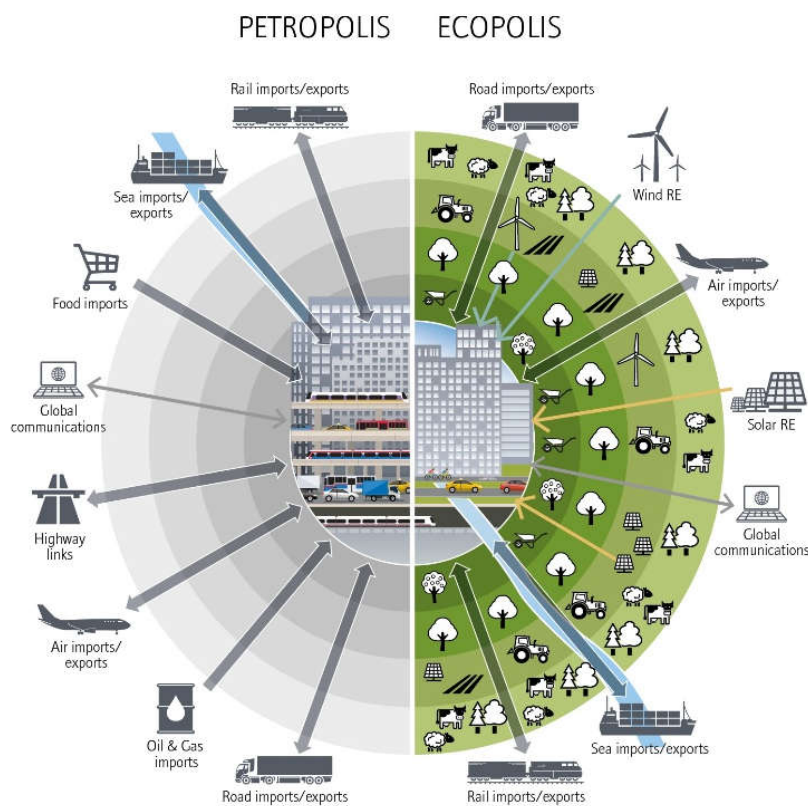 PETROPOLIS
ECOPOLIS
Rail imports/exports
Sea imports/
exports
Food imports
Global
communications
Highway
links
Air imports/
exports
Oil & Gas
imports
Road imports/exports
Road imports/exports
Wind RE
Air imports/
exports
Solar RE
Global
communications
Sea imports/exports
Rail imports/exports